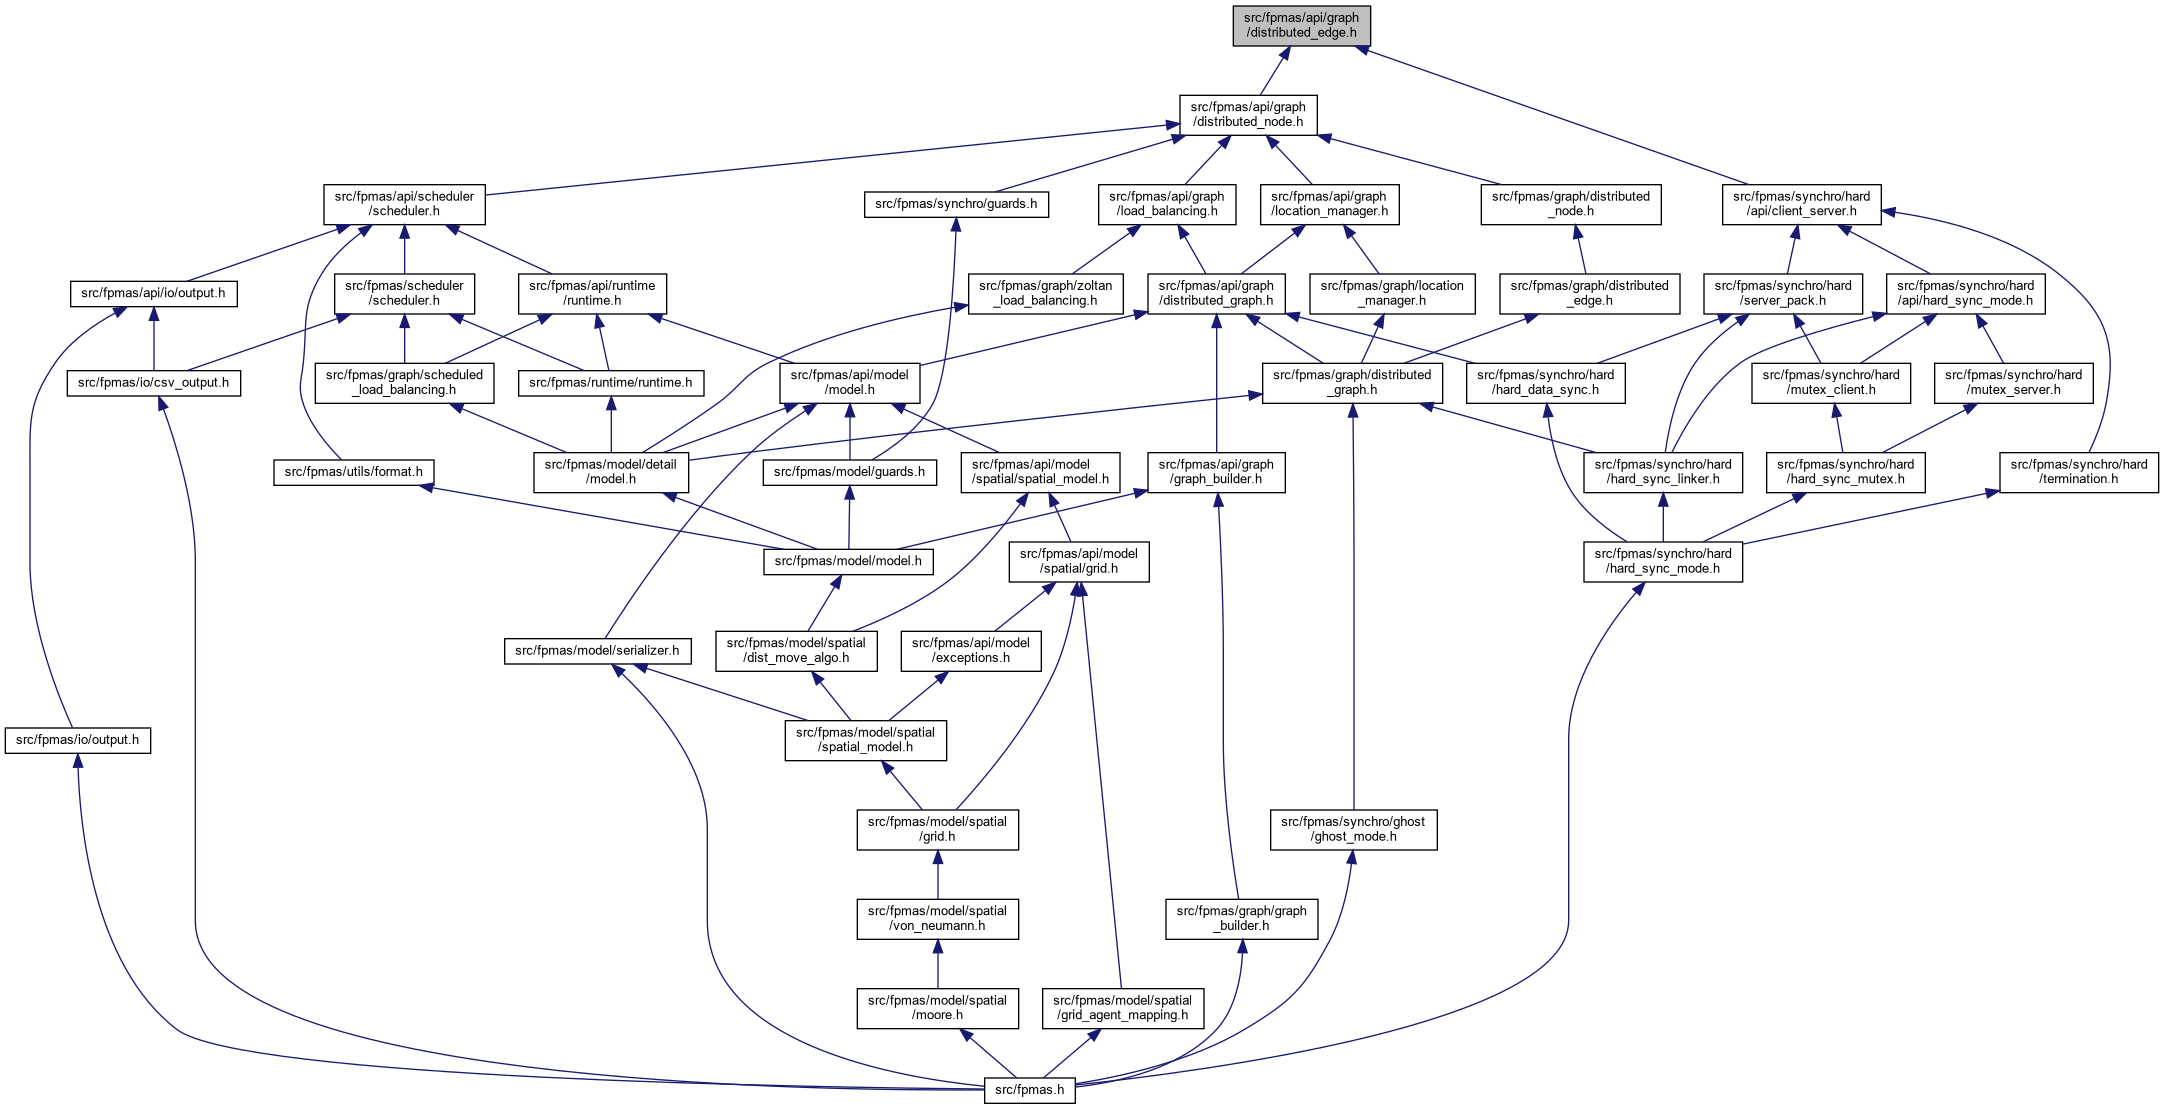 src/fpmas/api/graph
/distributed_edge.h
src/fpmas/api/graph
/distributed_node.h
src/fpmas/api/scheduler
/scheduler.h
src/fpmas/synchro/guards.h
src/fpmas/api/graph
/load_balancing.h
src/fpmas/api/graph
/location_manager.h
src/fpmas/graph/distributed
_node.h
src/fpmas/synchro/hard
/api/client_server.h
src/fpmas/api/io/output.h
src/fpmas/scheduler
/scheduler.h
src/fpmas/api/runtime
/runtime.h
src/fpmas/graph/zoltan
_load_balancing.h
src/fpmas/api/graph
/distributed_graph.h
src/fpmas/graph/location
_manager.h
src/fpmas/graph/distributed
_edge.h
src/fpmas/synchro/hard
/server_pack.h
src/fpmas/synchro/hard
/api/hard_sync_mode.h
src/fpmas/io/csv_output.h
src/fpmas/graph/scheduled
_load_balancing.h
src/fpmas/runtime/runtime.h
src/fpmas/api/model
/model.h
src/fpmas/graph/distributed
_graph.h
src/fpmas/synchro/hard
/hard_data_sync.h
src/fpmas/synchro/hard
/mutex_client.h
src/fpmas/synchro/hard
/mutex_server.h
src/fpmas/utils/format.h
src/fpmas/model/detail
/model.h
src/fpmas/model/guards.h
src/fpmas/api/model
/spatial/spatial_model.h
src/fpmas/api/graph
/graph_builder.h
src/fpmas/synchro/hard
/hard_sync_linker.h
src/fpmas/synchro/hard
/hard_sync_mutex.h
src/fpmas/synchro/hard
/termination.h
src/fpmas/model/model.h
src/fpmas/api/model
/spatial/grid.h
src/fpmas/synchro/hard
/hard_sync_mode.h
src/fpmas/model/serializer.h
src/fpmas/model/spatial
/dist_move_algo.h
src/fpmas/api/model
/exceptions.h
src/fpmas/io/output.h
src/fpmas/model/spatial
/spatial_model.h
src/fpmas/model/spatial
/grid.h
src/fpmas/synchro/ghost
/ghost_mode.h
src/fpmas/model/spatial
/von_neumann.h
src/fpmas/graph/graph
_builder.h
src/fpmas/model/spatial
/moore.h
src/fpmas/model/spatial
/grid_agent_mapping.h
src/fpmas.h